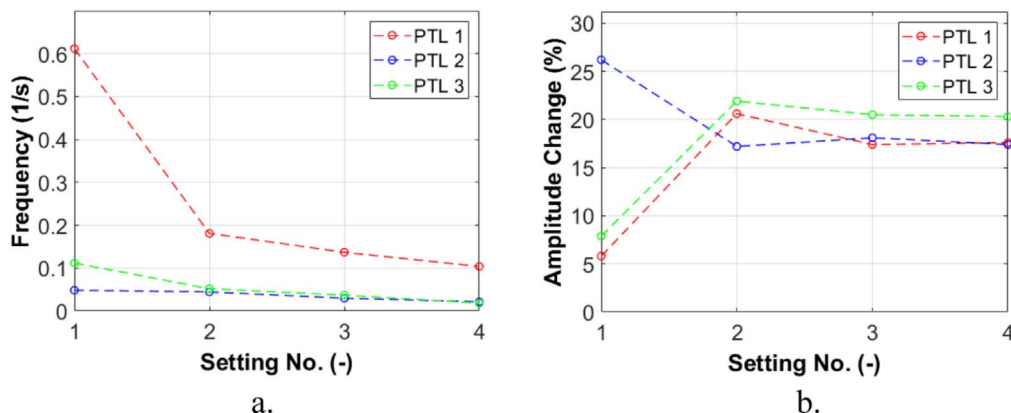 Frequency (1/s)
0.6
0.5
0.4
0.3
0.2
0.1
0
1 2 3 4
Setting No. (-)
PTL 1
PTL 2
PTL 3
a.
Amplitude Change (%)
30
25
20
15
10
5
0
1 2 3 4
Setting No. (-)
PTL 1
PTL 2
PTL 3
b.